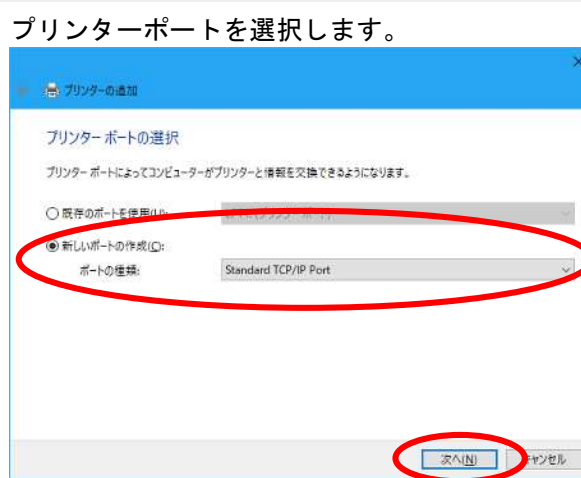 プリンターポートを選択します。
プリンターの追加
プリンター ポートの選択
プリンター ポートによってコンピューターがプリンターと情報を交換できるようになります。
既存のポートを使用(U):
新しいポートの作成(C):
ポートの種類:
Standard TCP/IP Port
次へ(N)
キャンセル